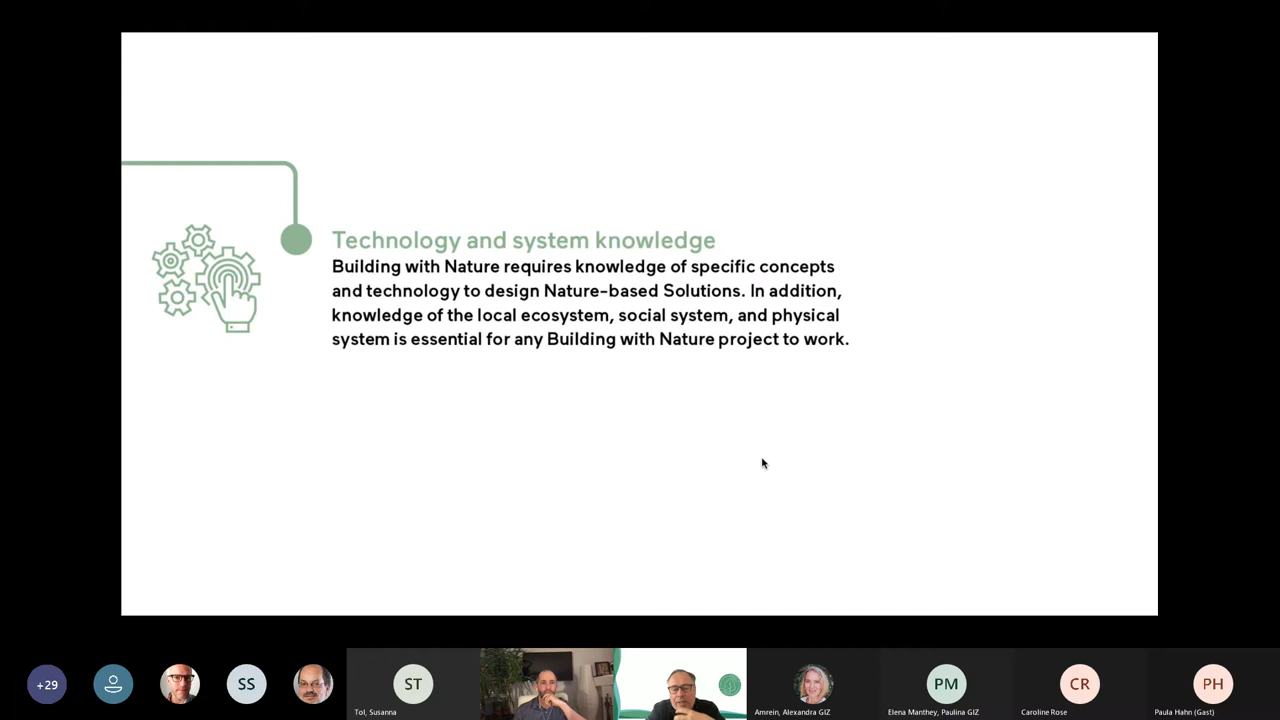 Technology and system knowledge
Building with Nature requires knowledge of specific concepts
and technology to design Nature-based Solutions. In addition,
knowledge of the local ecosystem, social system, and physical
system is essential for any Building with Nature project to work.
+29
SS
ST
PM
CR
PH
Tol, Susanna
Amrein, Alexandra GIZ
Elena Manthey, Paulina GIZ
Caroline Rose
Paula Hahn (Gast)